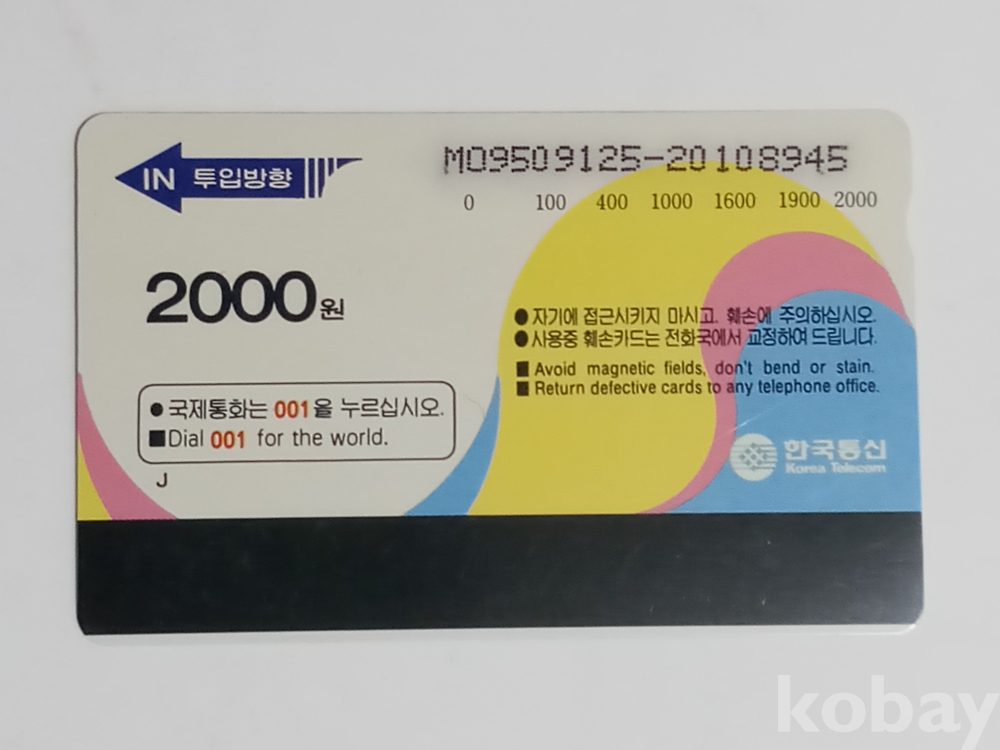 IN 투입방향
MO9509125-20108945
0 100 400 1000 1600 1900 2000
2000원
● 자기에 접근시키지 마시고. 훼손에 주의하십시오.
● 사용중 훼손카드는 전화국에서 교정하여 드립니다.
■ Avoid magnetic fields, don't bend or stain.
■ Return defective cards to any telephone office.
● 국제통화는 001을 누르십시오.
■ Dial 001 for the world.
J
한국통신
Korea Telecom
kobay